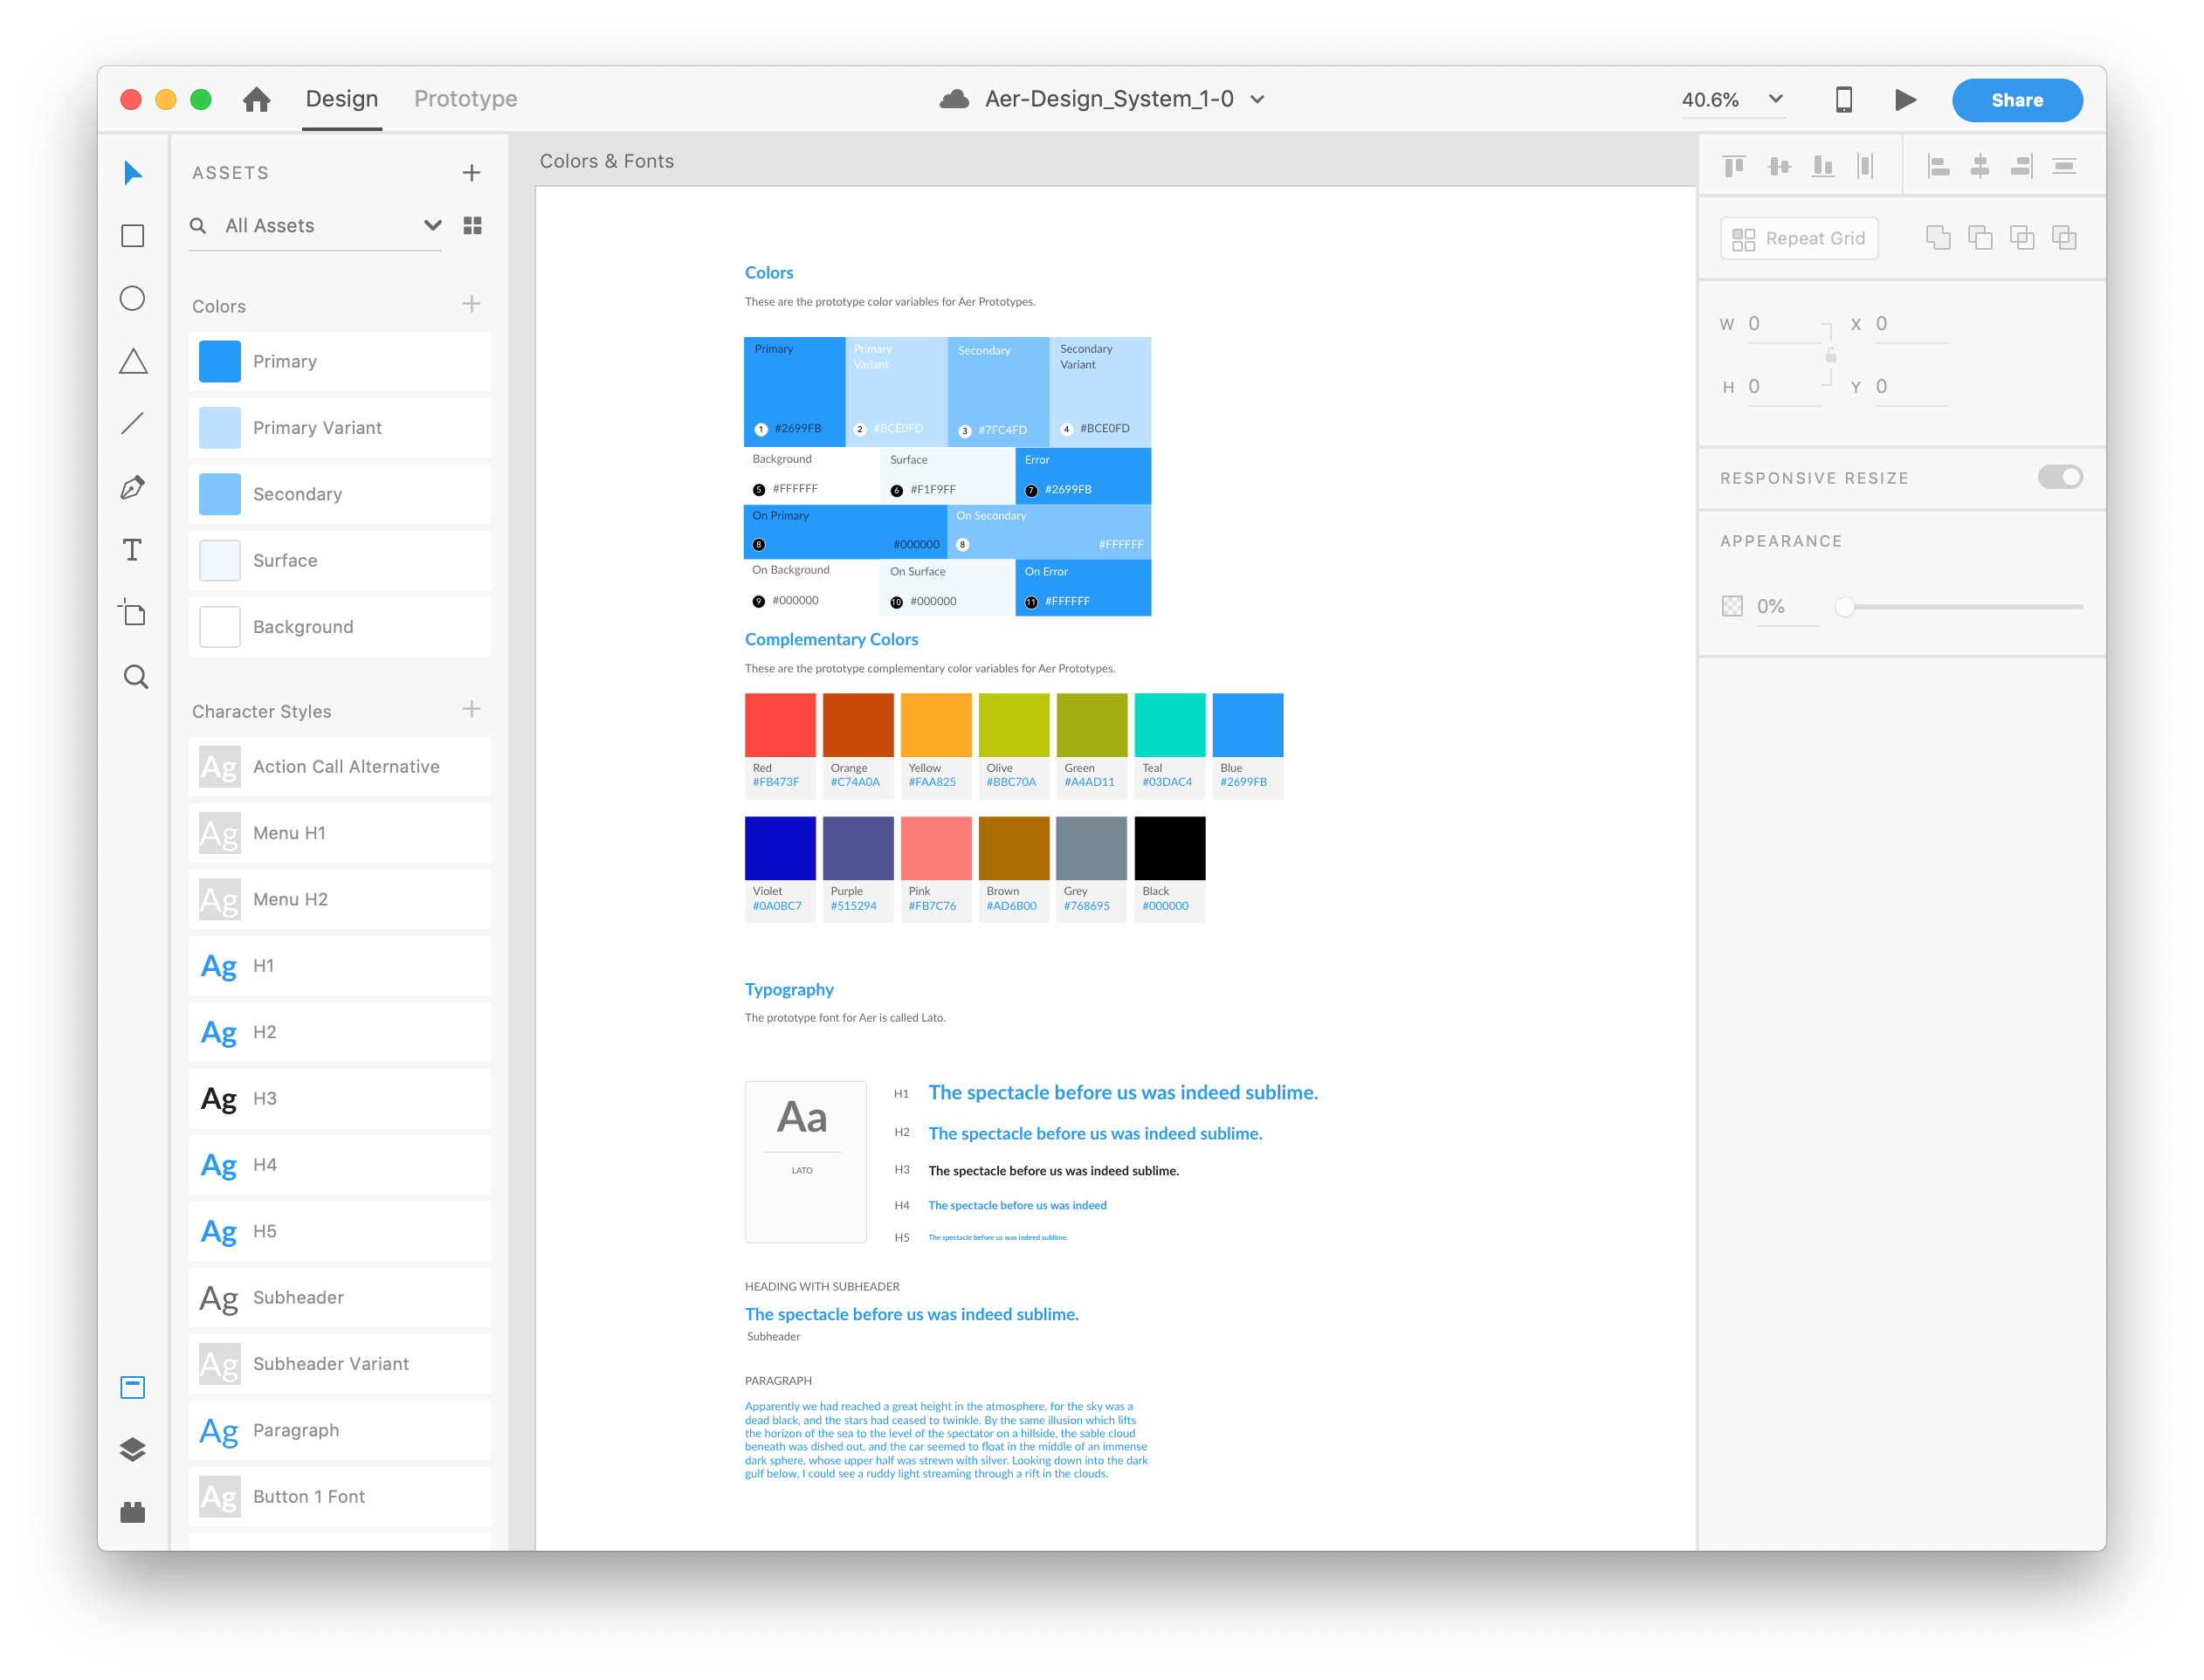 Design
Prototype
Aer-Design_System_1-0
40.6%
Share
ASSETS
All Assets
Colors
Primary
Primary Variant
Secondary
Surface
Background
Character Styles
Ag Action Call Alternative
Ag Menu H1
Ag Menu H2
Ag H1
Ag H2
Ag H3
Ag H4
Ag H5
Ag Subheader
Ag Subheader Variant
Ag Paragraph
Ag Button 1 Font
Colors & Fonts
Colors
These are the prototype color variables for Aer Prototypes.
Primary
1 #2699FB
Primary
Variant
2 #BCE0FD
Secondary
3 #7FC4FD
Secondary
Variant
4 #BCE0FD
Background
5 #FFFFFF
Surface
6 #F1F9FF
Error
7 #2699FB
On Primary
8 #000000
On Secondary
8 #FFFFFF
On Background
9 #000000
On Surface
10 #000000
On Error
11 #FFFFFF
Complementary Colors
These are the prototype complementary color variables for Aer Prototypes.
Red
#FB473F
Orange
#C74A0A
Yellow
#FAA825
Olive
#BBC70A
Green
#A4AD11
Teal
#03DAC4
Blue
#2699FB
Violet
#0A0BC7
Purple
#515294
Pink
#FB7C76
Brown
#AD6B00
Grey
#768695
Black
#000000
Typography
The prototype font for Aer is called Lato.
Aa
LATO
H1 The spectacle before us was indeed sublime.
H2 The spectacle before us was indeed sublime.
H3 The spectacle before us was indeed sublime.
H4 The spectacle before us was indeed
H5 The spectacle before us was indeed sublime.
HEADING WITH SUBHEADER
The spectacle before us was indeed sublime.
Subheader
PARAGRAPH
Apparently we had reached a great height in the atmosphere, for the sky was a
dead black, and the stars had ceased to twinkle. By the same illusion which lifts
the horizon of the sea to the level of the spectator on a hillside, the sable cloud
beneath was dished out, and the car seemed to float in the middle of an immense
dark sphere, whose upper half was strewn with silver. Looking down into the dark
gulf below, I could see a ruddy light streaming through a rift in the clouds.
Repeat Grid
W 0
X 0
H 0
Y 0
RESPONSIVE RESIZE
APPEARANCE
0%